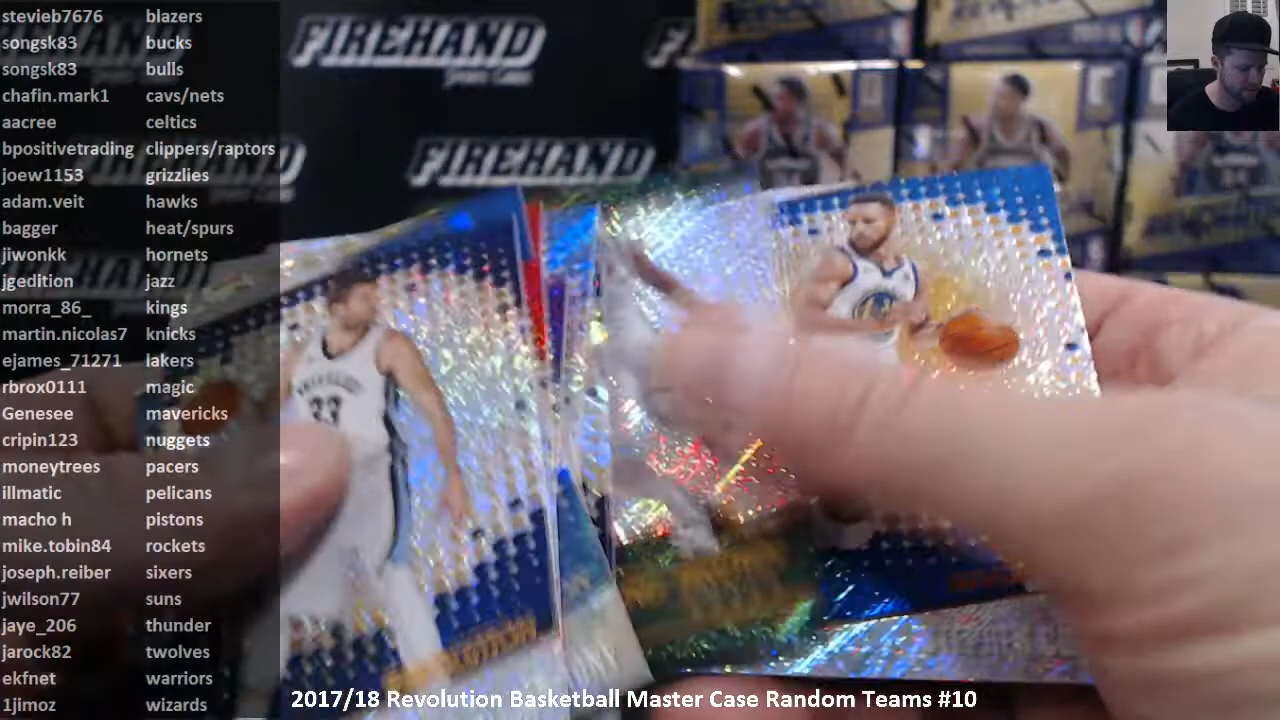 stevieb7676 blazers
songsk83 bucks
songsk83 bulls
chafin.mark1 cavs/nets
aacree celtics
bpositivetrading clippers/raptors
joew1153 grizzlies
adam.veit hawks
bagger heat/spurs
jiwonkk hornets
jgedition jazz
morra_86_ kings
martin.nicolas7 knicks
ejames_71271 lakers
rbrox0111 magic
Genesee mavericks
cripin123 nuggets
moneytrees pacers
illmatic pelicans
macho h pistons
mike.tobin84 rockets
joseph.reiber sixers
jwilson77 suns
jaye_206 thunder
jarock82 twolves
ekfnet warriors
1jimoz wizards
FIREHAND
FIREHAND
33
2017/18 Revolution Basketball Master Case Random Teams #10